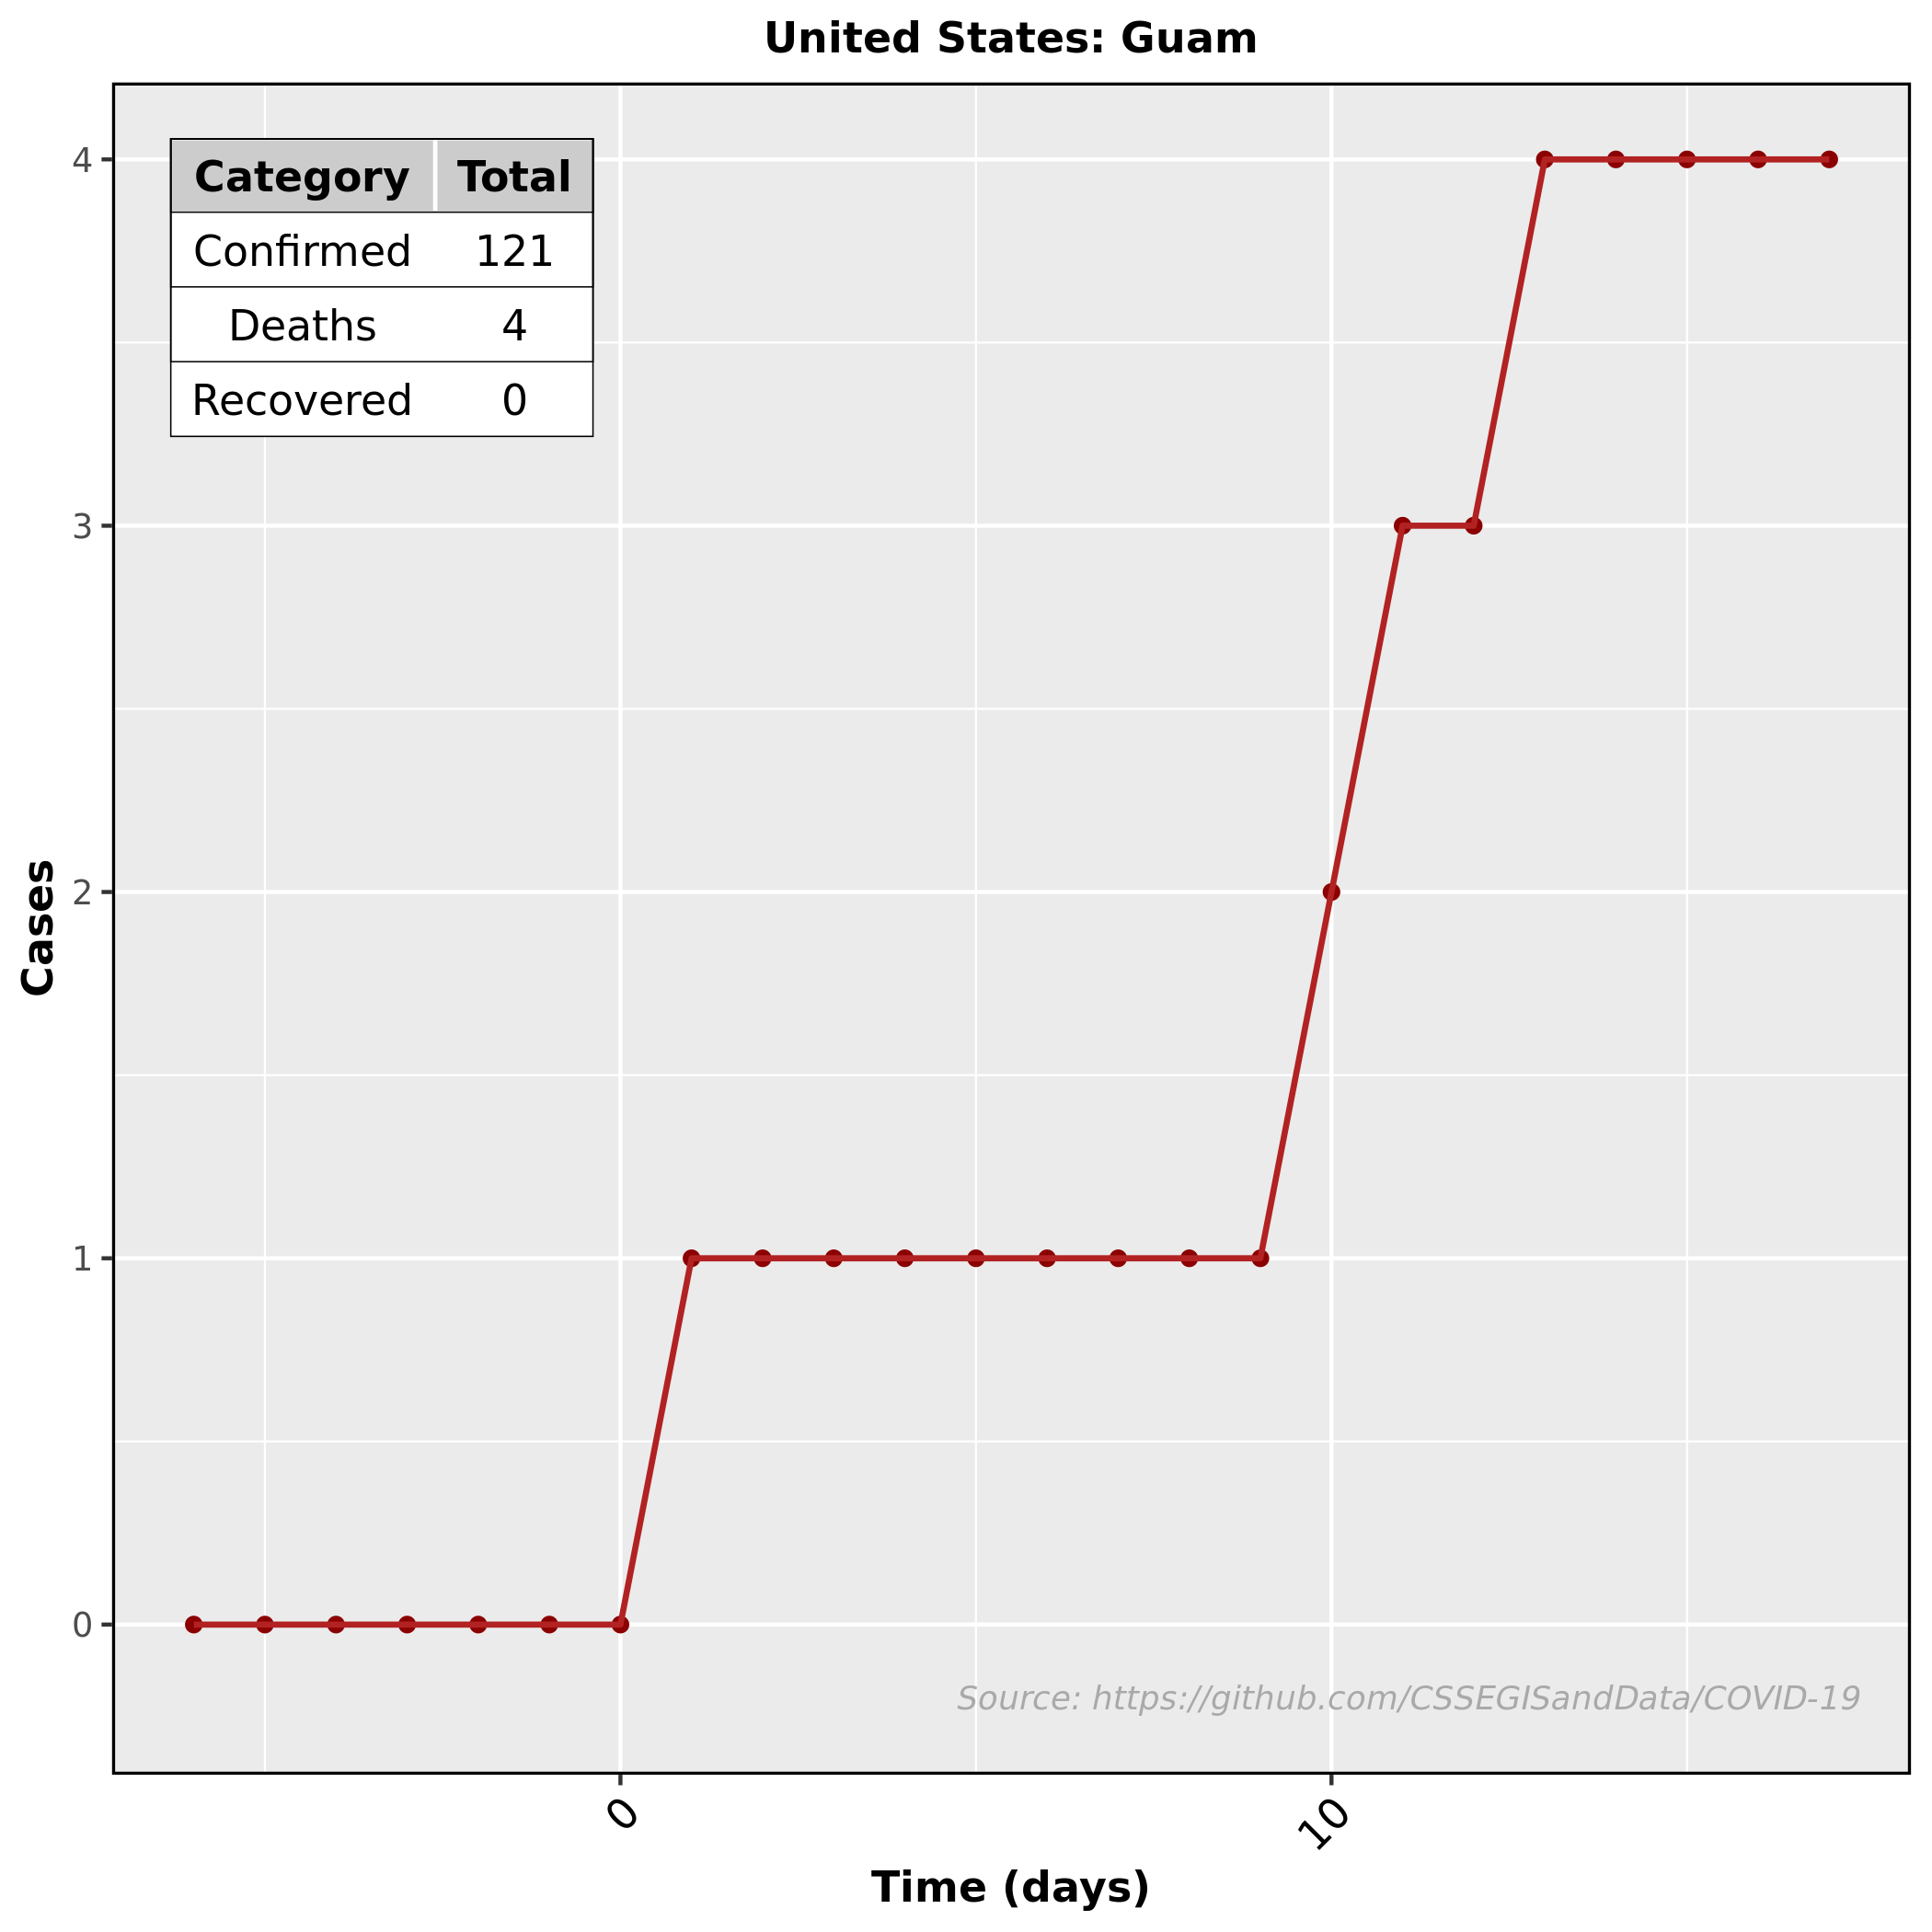 United States: Guam
Category Total
Confirmed 121
Deaths 4
Recovered 0
4
3
2
1
0
Cases
Source: https://github.com/CSSEGISandData/COVID-19
0 10
Time (days)